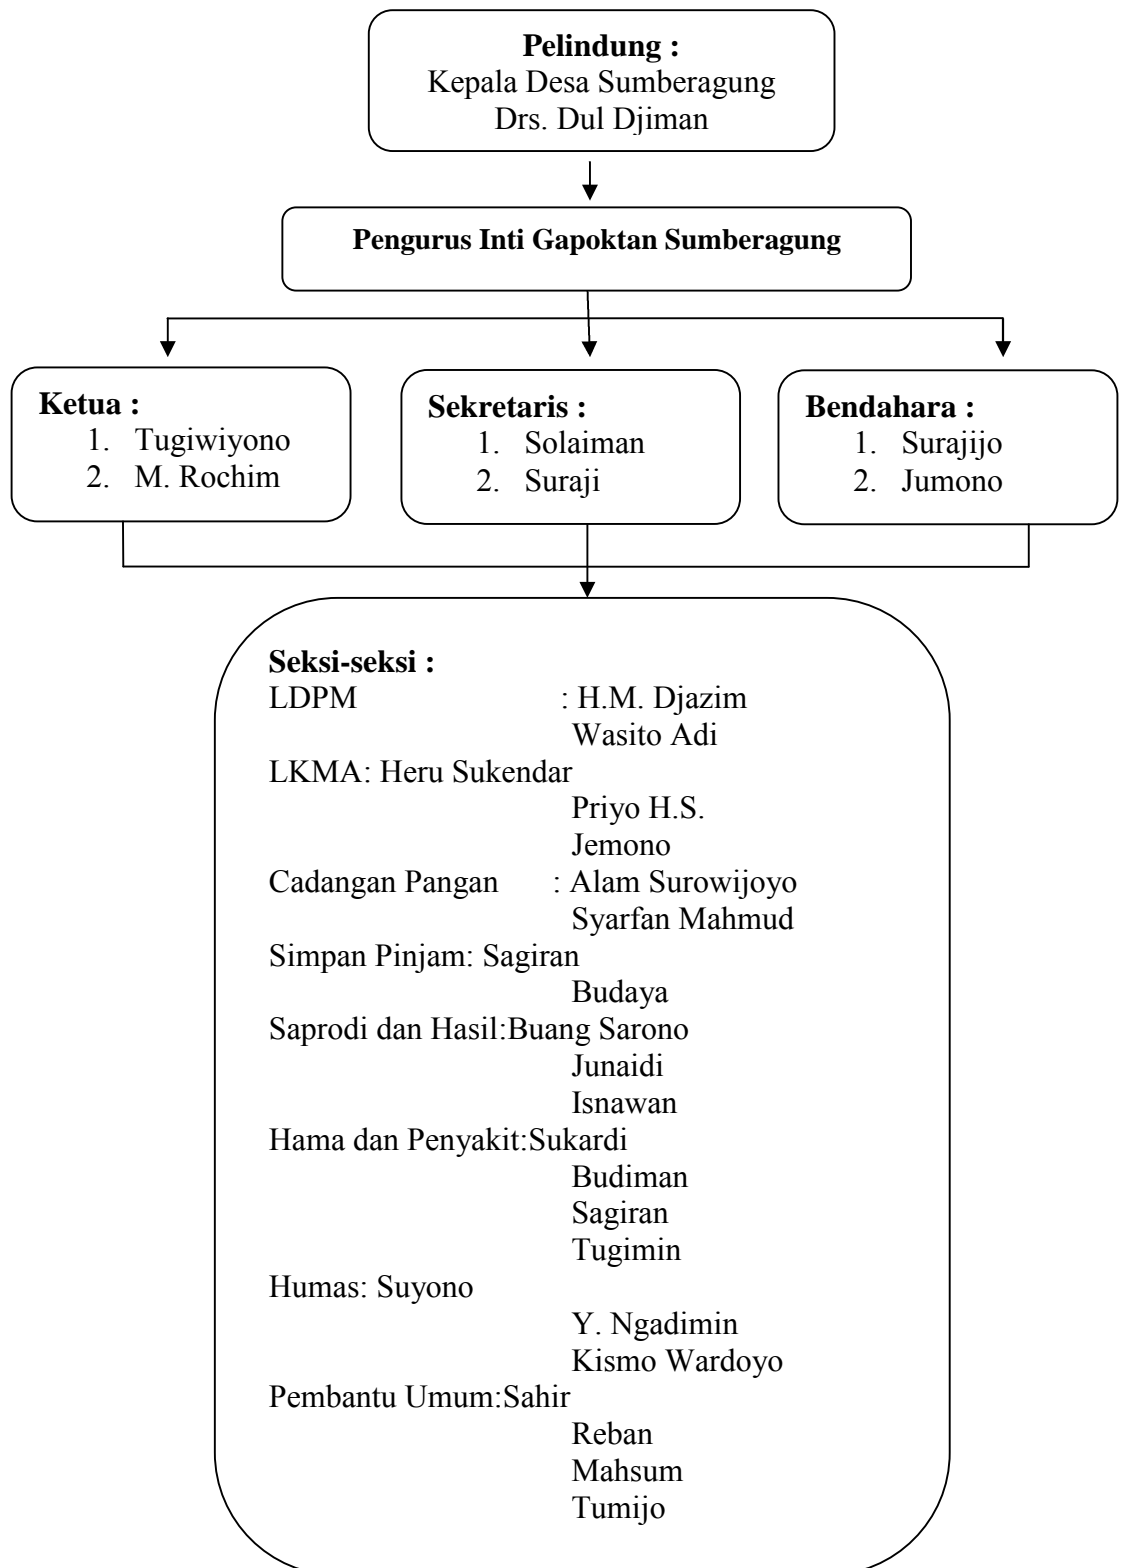 Pelindung :
Kepala Desa Sumberagung
Drs. Dul Djiman
Pengurus Inti Gapoktan Sumberagung
Ketua :
1. Tugiwiyono
2. M. Rochim
Sekretaris :
1. Solaiman
2. Suraji
Bendahara :
1. Surajijo
2. Jumono
Seksi-seksi :
LDPM : H.M. Djazim
Wasito Adi
LKMA: Heru Sukendar
Priyo H.S.
Jemono
Cadangan Pangan : Alam Surowijoyo
Syarfan Mahmud
Simpan Pinjam: Sagiran
Budaya
Saprodi dan Hasil:Buang Sarono
Junaidi
Isnawan
Hama dan Penyakit:Sukardi
Budiman
Sagiran
Tugimin
Humas: Suyono
Y. Ngadimin
Kismo Wardoyo
Pembantu Umum:Sahir
Reban
Mahsum
Tumijo